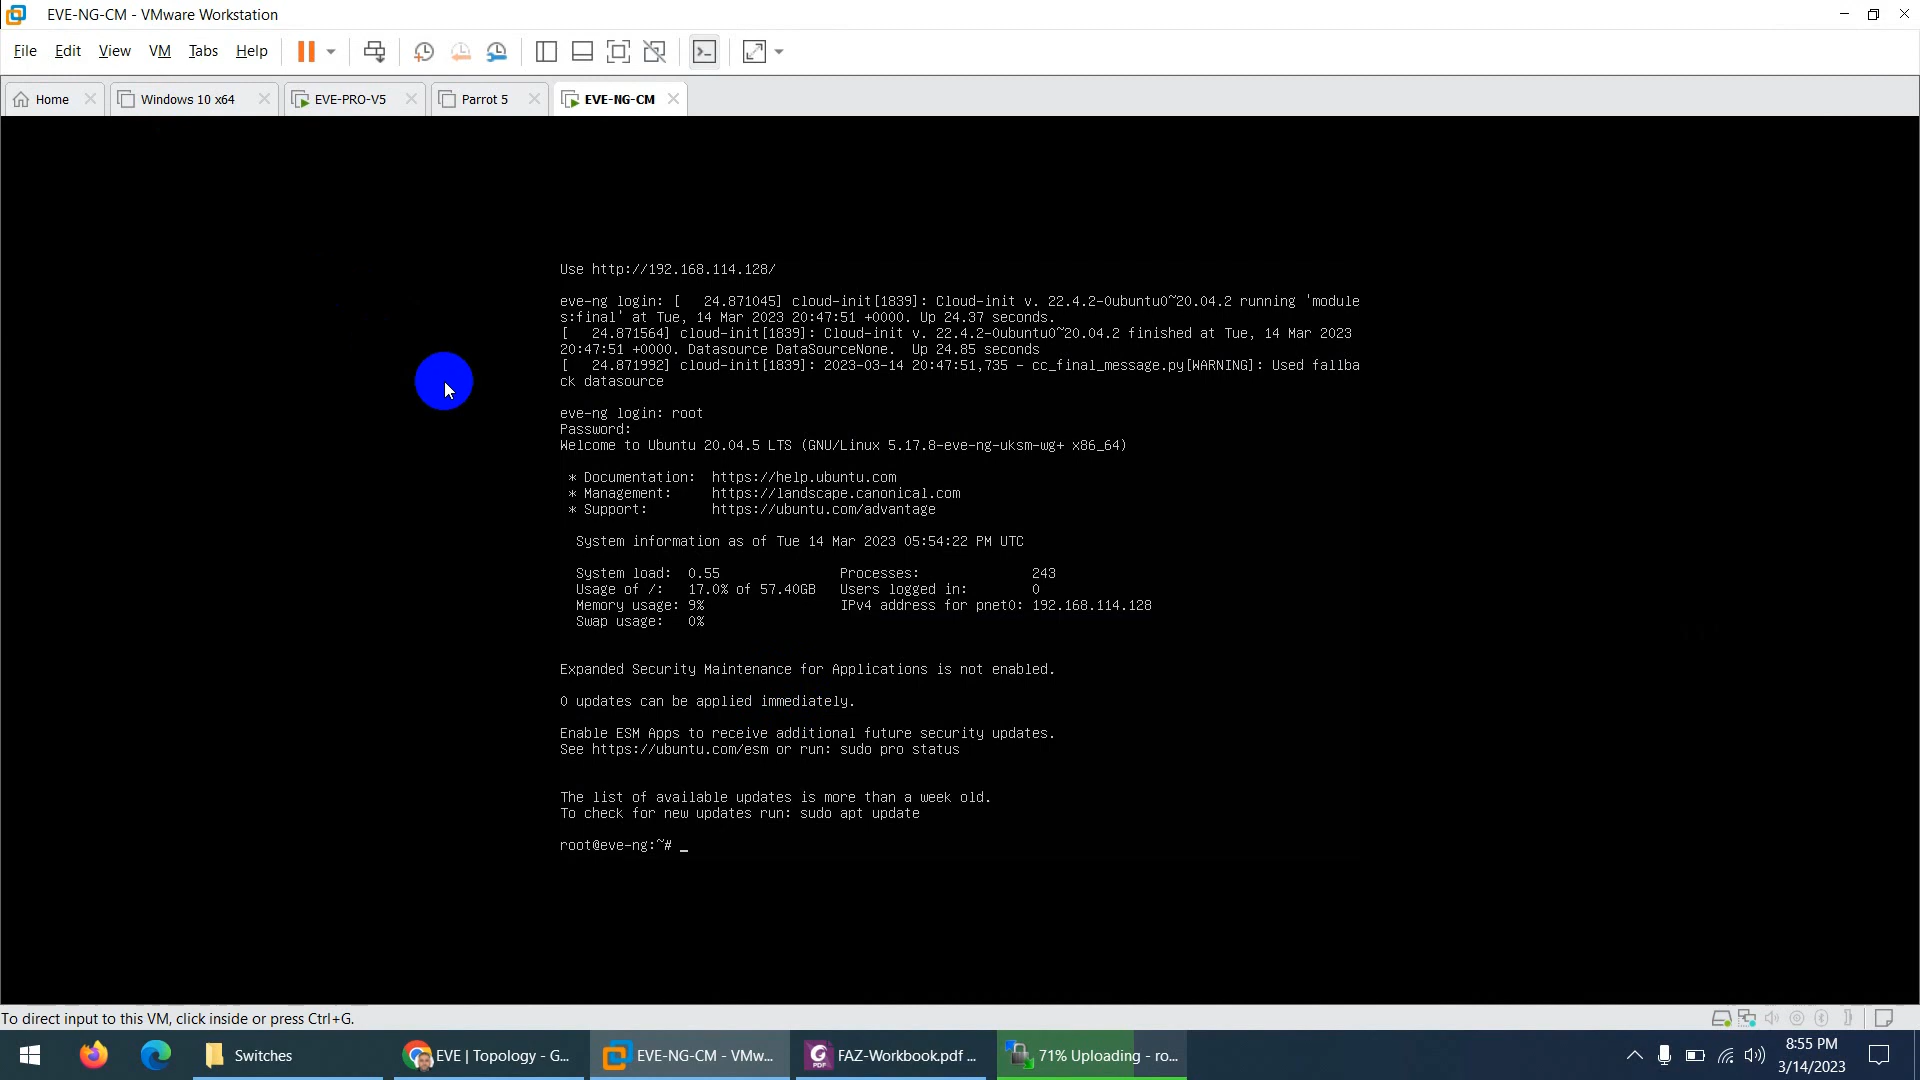 EVE-NG-CM - VMware Workstation
File Edit View VM Tabs Help
Home Windows 10 x64 EVE-PRO-V5 Parrot 5 EVE-NG-CM
Use http://192.168.114.128/
eve-ng login: [   24.871045] cloud-init[1839]: Cloud-init v. 22.4.2-0ubuntu0~20.04.2 running 'module
s:final' at Tue, 14 Mar 2023 20:47:51 +0000. Up 24.37 seconds.
[   24.871564] cloud-init[1839]: Cloud-init v. 22.4.2-0ubuntu0~20.04.2 finished at Tue, 14 Mar 2023
20:47:51 +0000. Datasource DataSourceNone.  Up 24.85 seconds
[   24.871992] cloud-init[1839]: 2023-03-14 20:47:51,735 - cc_final_message.py[WARNING]: Used fallba
ck datasource
eve-ng login: root
Password:
Welcome to Ubuntu 20.04.5 LTS (GNU/Linux 5.17.8-eve-ng-uksm-wg+ x86_64)
* Documentation:  https://help.ubuntu.com
* Management:     https://landscape.canonical.com
* Support:        https://ubuntu.com/advantage
System information as of Tue 14 Mar 2023 05:54:22 PM UTC
System load:  0.55               Processes:             243
Usage of /:   17.0% of 57.40GB   Users logged in:       0
Memory usage: 9%                 IPv4 address for pnet0: 192.168.114.128
Swap usage:   0%
Expanded Security Maintenance for Applications is not enabled.
0 updates can be applied immediately.
Enable ESM Apps to receive additional future security updates.
See https://ubuntu.com/esm or run: sudo pro status
The list of available updates is more than a week old.
To check for new updates run: sudo apt update
root@eve-ng:~# _
To direct input to this VM, click inside or press Ctrl+G.
Switches EVE | Topology - G... EVE-NG-CM - VMw... FAZ-Workbook.pdf ... 71% Uploading - ro...
8:55 PM
3/14/2023